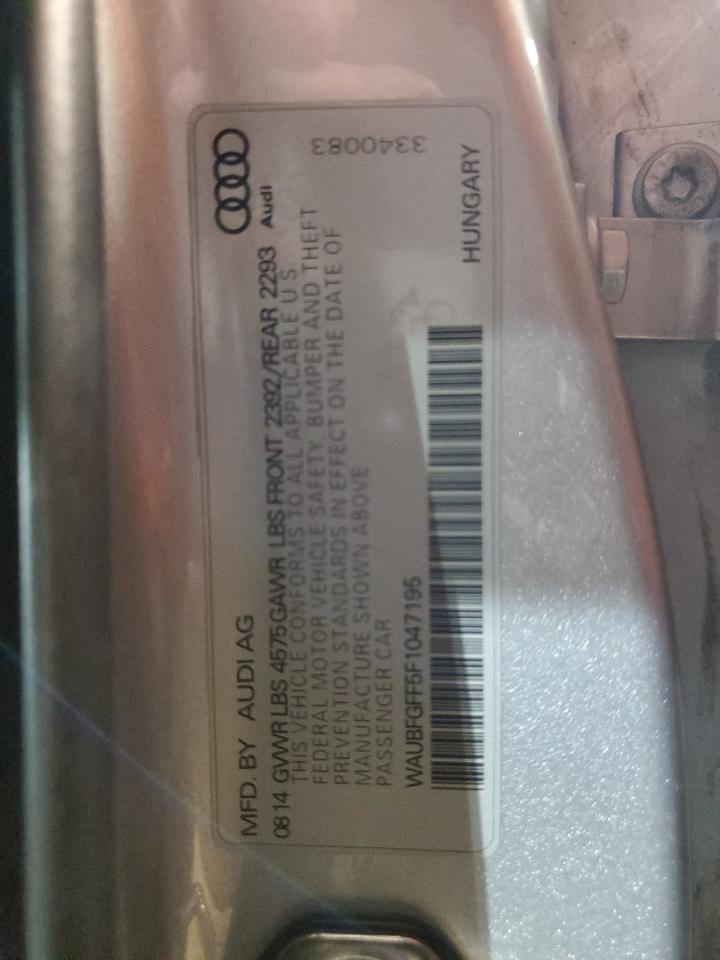 MFD. BY AUDI AG
Audi
0814 GVWR LBS 4575 GAWR LBS FRONT 2392/REAR 2293
THIS VEHICLE CONFORMS TO ALL APPLICABLE U S
FEDERAL MOTOR VEHICLE SAFETY, BUMPER AND THEFT
PREVENTION STANDARDS IN EFFECT ON THE DATE OF
MANUFACTURE SHOWN ABOVE
PASSENGER CAR
3340083
WAUBFGFF5F1047195
HUNGARY